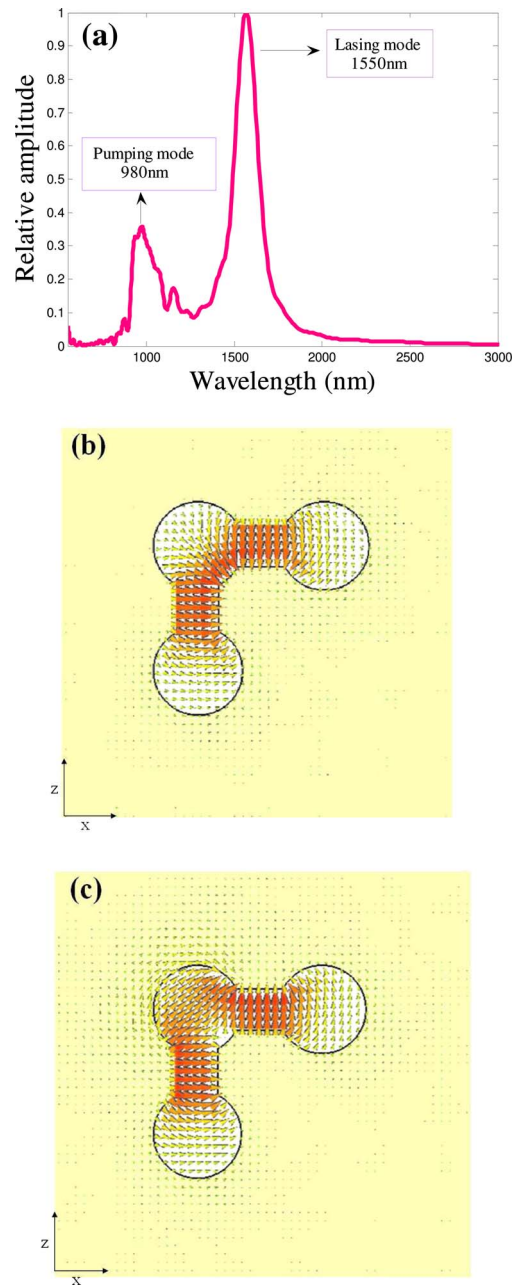 (a)
Lasing mode
1550nm
Pumping mode
980nm
Relative amplitude
1
0.9
0.8
0.7
0.6
0.5
0.4
0.3
0.2
0.1
0
1000
1500
2000
2500
3000
Wavelength (nm)
(b)
Z
X
(c)
Z
X